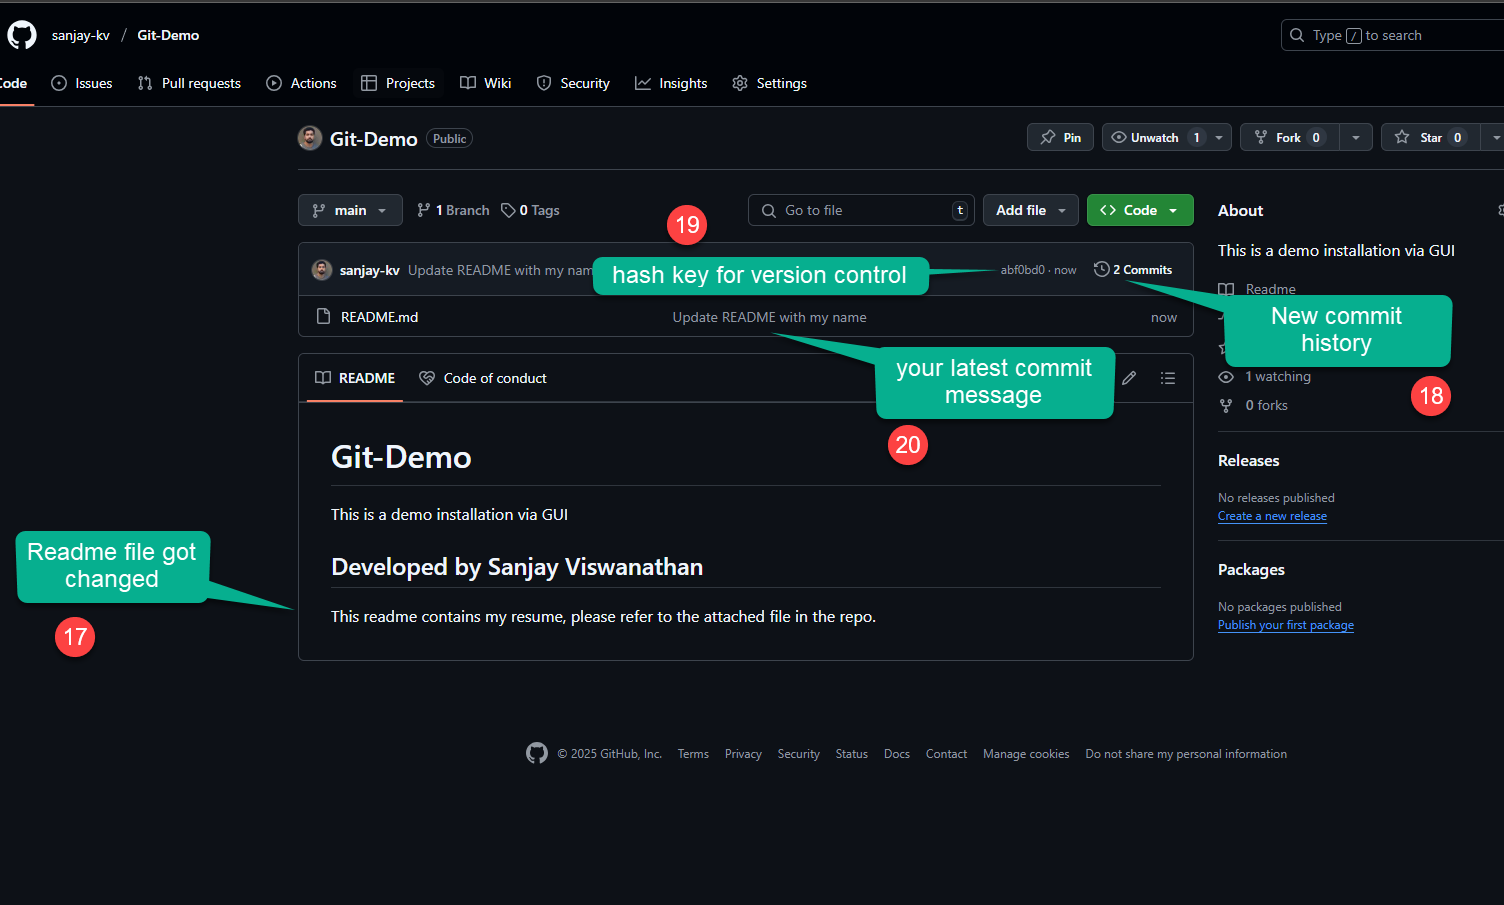 sanjay-kv / Git-Demo
Type / to search
Code
Issues
Pull requests
Actions
Projects
Wiki
Security
Insights
Settings
Git-Demo Public
Pin
Unwatch 1
Fork 0
Star 0
main
1 Branch
0 Tags
19
Go to file t
Add file
Code
sanjay-kv Update README with my nam
hash key for version control
abf0bd0 · now
2 Commits
README.md
Update README with my name
now
README
Code of conduct
your latest commit
message
20
Git-Demo
This is a demo installation via GUI
Developed by Sanjay Viswanathan
This readme contains my resume, please refer to the attached file in the repo.
Readme file got
changed
17
About
This is a demo installation via GUI
Readme
New commit
history
18
1 watching
0 forks
Releases
No releases published
Create a new release
Packages
No packages published
Publish your first package
© 2025 GitHub, Inc. Terms Privacy Security Status Docs Contact Manage cookies Do not share my personal information